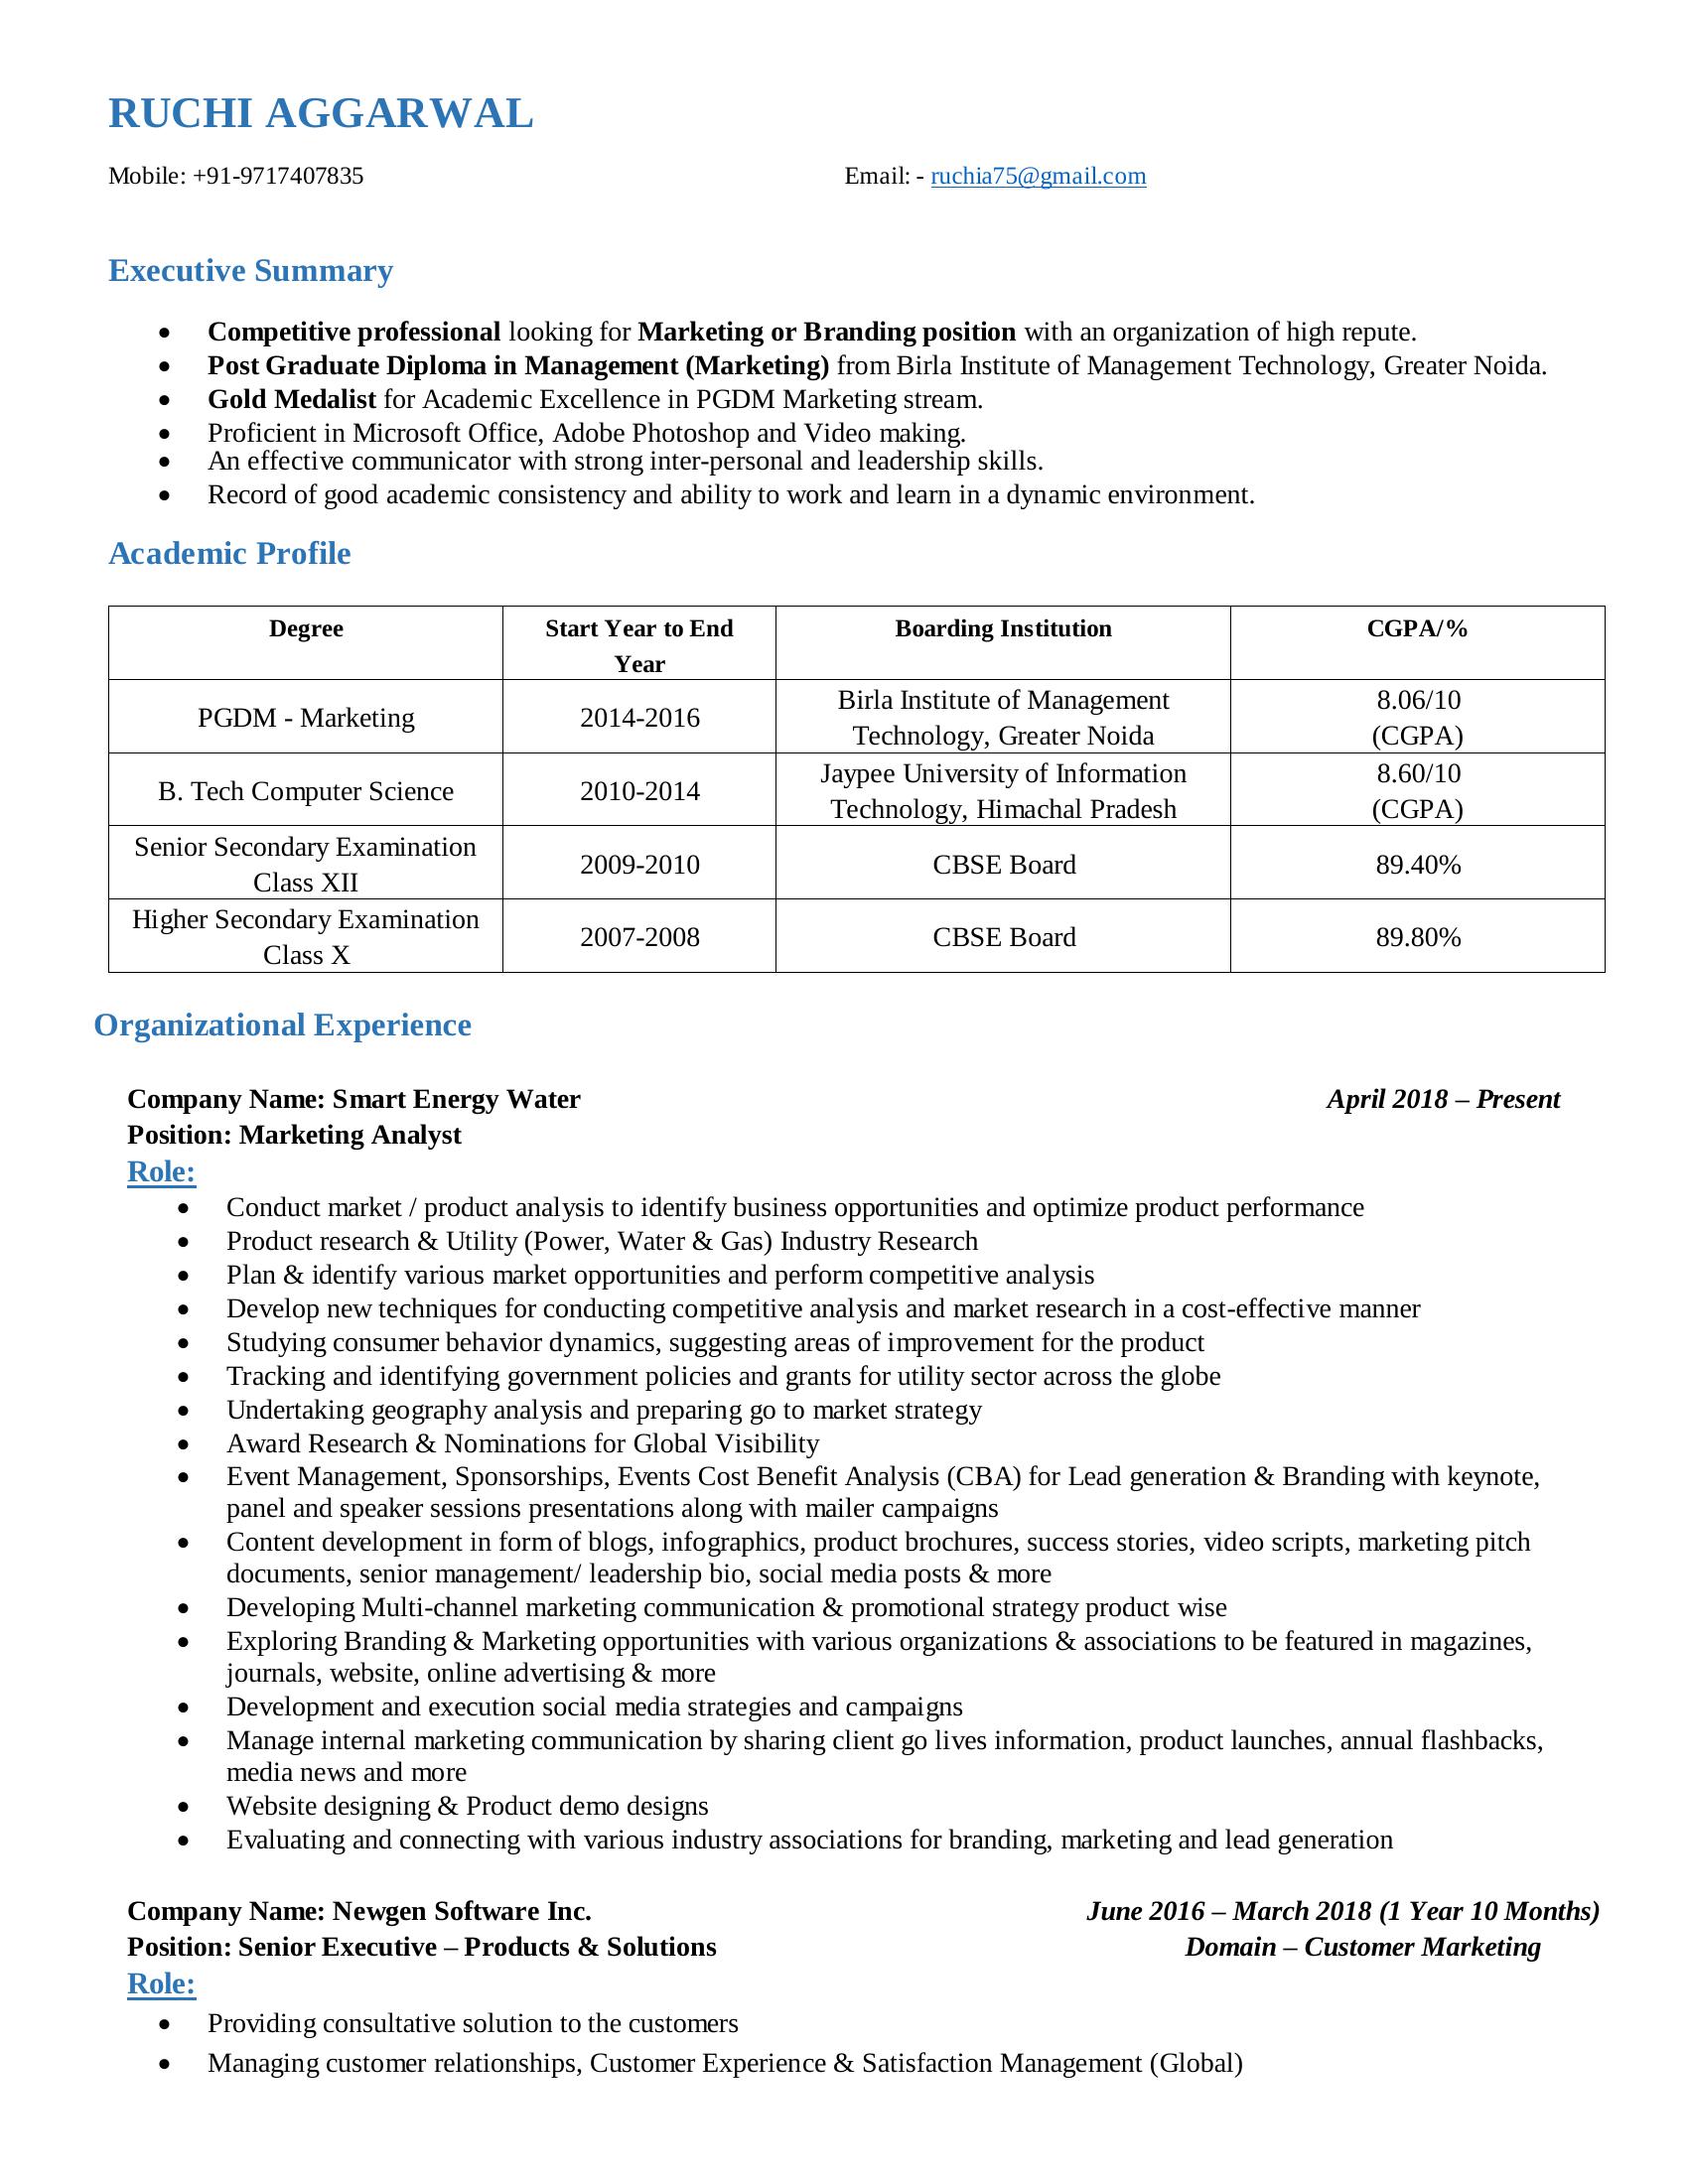 RUCHI AGGARWAL
Mobile: +91-9717407835 Email: - ruchia75@gmail.com
Executive Summary
• Competitive professional looking for Marketing or Branding position with an organization of high repute.
• Post Graduate Diploma in Management (Marketing) from Birla Institute of Management Technology, Greater Noida.
• Gold Medalist for Academic Excellence in PGDM Marketing stream.
• Proficient in Microsoft Office, Adobe Photoshop and Video making.
• An effective communicator with strong inter-personal and leadership skills.
• Record of good academic consistency and ability to work and learn in a dynamic environment.
Academic Profile
Degree Start Year to End Boarding Institution CGPA/%
Year
PGDM - Marketing 2014-2016 Birla Institute of Management 8.06/10
Technology, Greater Noida (CGPA)
B. Tech Computer Science 2010-2014 Jaypee University of Information 8.60/10
Technology, Himachal Pradesh (CGPA)
Senior Secondary Examination 2009-2010 CBSE Board 89.40%
Class XII
Higher Secondary Examination 2007-2008 CBSE Board 89.80%
Class X
Organizational Experience
Company Name: Smart Energy Water April 2018 – Present
Position: Marketing Analyst
Role:
• Conduct market / product analysis to identify business opportunities and optimize product performance
• Product research & Utility (Power, Water & Gas) Industry Research
• Plan & identify various market opportunities and perform competitive analysis
• Develop new techniques for conducting competitive analysis and market research in a cost-effective manner
• Studying consumer behavior dynamics, suggesting areas of improvement for the product
• Tracking and identifying government policies and grants for utility sector across the globe
• Undertaking geography analysis and preparing go to market strategy
• Award Research & Nominations for Global Visibility
• Event Management, Sponsorships, Events Cost Benefit Analysis (CBA) for Lead generation & Branding with keynote,
panel and speaker sessions presentations along with mailer campaigns
• Content development in form of blogs, infographics, product brochures, success stories, video scripts, marketing pitch
documents, senior management/ leadership bio, social media posts & more
• Developing Multi-channel marketing communication & promotional strategy product wise
• Exploring Branding & Marketing opportunities with various organizations & associations to be featured in magazines,
journals, website, online advertising & more
• Development and execution social media strategies and campaigns
• Manage internal marketing communication by sharing client go lives information, product launches, annual flashbacks,
media news and more
• Website designing & Product demo designs
• Evaluating and connecting with various industry associations for branding, marketing and lead generation
Company Name: Newgen Software Inc. June 2016 – March 2018 (1 Year 10 Months)
Position: Senior Executive – Products & Solutions Domain – Customer Marketing
Role:
• Providing consultative solution to the customers
• Managing customer relationships, Customer Experience & Satisfaction Management (Global)